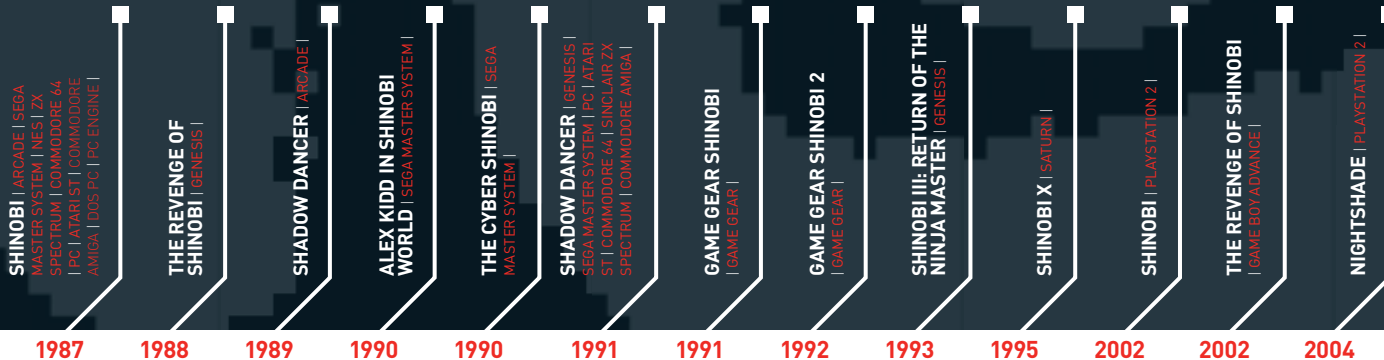 SHINOBI | ARCADE | SEGA
MASTER SYSTEM | NES | ZX
SPECTRUM | COMMODORE 64
| PC | ATARI ST | COMMODORE
AMIGA | DOS PC | PC ENGINE |
1987
THE REVENGE OF
SHINOBI | GENESIS |
1988
SHADOW DANCER | ARCADE |
1989
ALEX KIDD IN SHINOBI
WORLD | SEGA MASTER SYSTEM |
1990
THE CYBER SHINOBI | SEGA
MASTER SYSTEM |
1990
SHADOW DANCER | GENESIS |
SEGA MASTER SYSTEM | PC | ATARI
ST | COMMODORE 64 | SINCLAIR ZX
SPECTRUM | COMMODORE AMIGA |
1991
GAME GEAR SHINOBI
| GAME GEAR |
1991
GAME GEAR SHINOBI 2
| GAME GEAR |
1992
SHINOBI III: RETURN OF THE
NINJA MASTER | GENESIS |
1993
SHINOBI X | SATURN |
1995
SHINOBI | PLAYSTATION 2 |
2002
THE REVENGE OF SHINOBI
| GAME BOY ADVANCE |
2002
NIGHTSHADE | PLAYSTATION 2 |
2004